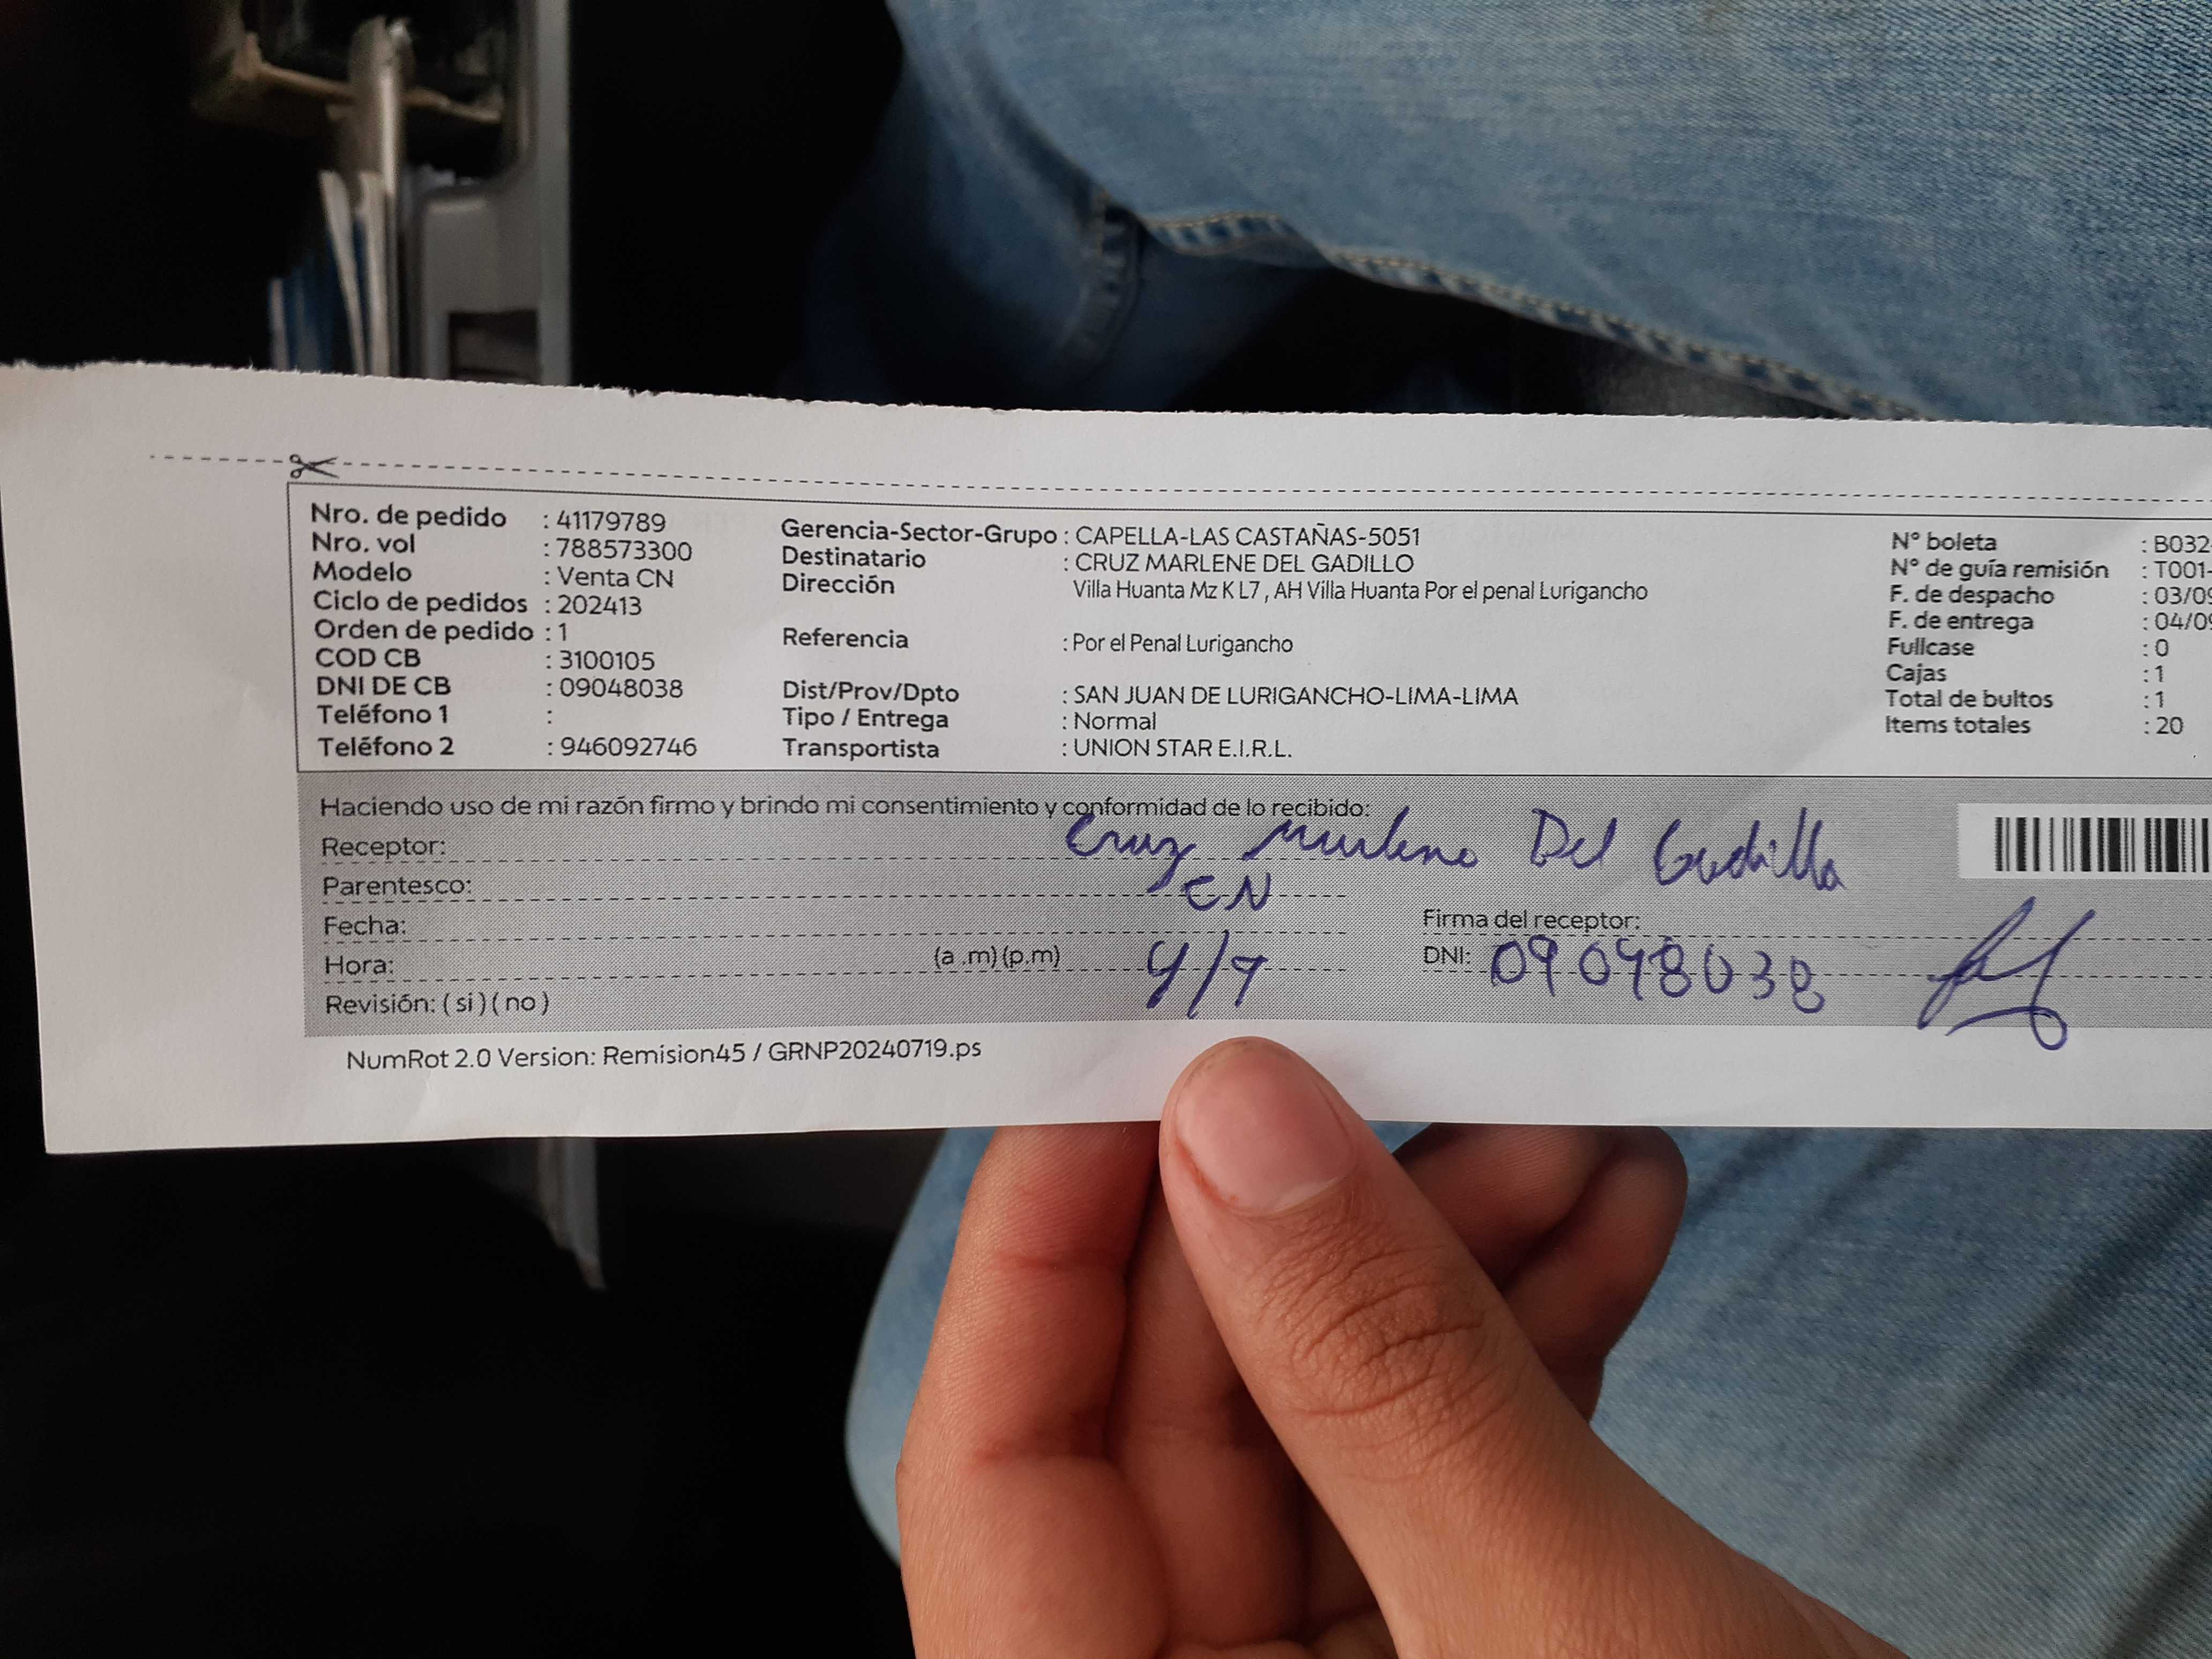 Nro. de pedido : 41179789
Nro. vol : 788573300
Modelo : Venta CN
Ciclo de pedidos : 202413
Orden de pedido : 1
COD CB : 3100105
DNI DE CB : 09048038
Teléfono 1 :
Teléfono 2 : 946092746
Gerencia-Sector-Grupo : CAPELLA-LAS CASTAÑAS-5051
Destinatario : CRUZ MARLENE DEL GADILLO
Dirección Villa Huanta Mz K L7 , AH Villa Huanta Por el penal Lurigancho
Referencia : Por el Penal Lurigancho
Dist/Prov/Dpto : SAN JUAN DE LURIGANCHO-LIMA-LIMA
Tipo / Entrega : Normal
Transportista : UNION STAR E.I.R.L.
N° boleta : B032-
N° de guía remisión : T001-
F. de despacho : 03/09
F. de entrega : 04/09
Fullcase : 0
Cajas : 1
Total de bultos : 1
Items totales : 20
Haciendo uso de mi razón firmo y brindo mi consentimiento y conformidad de lo recibido:
Receptor: Cruz Marlene Del Gadillo
Parentesco: CN
Fecha:
Hora: (a .m) (p.m) 4/9
Revisión: ( si ) ( no )
Firma del receptor:
DNI: 09048038
NumRot 2.0 Version: Remision45 / GRNP20240719.ps